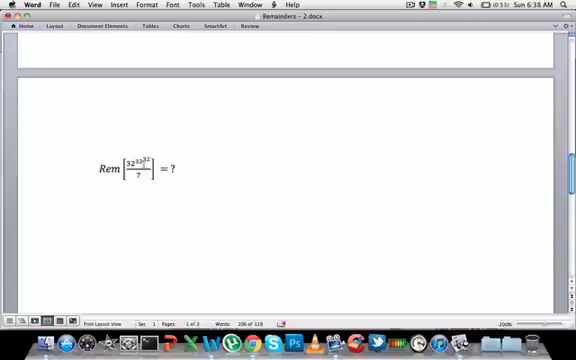 Word File Edit View Insert Format Font Tools Table Window Help (0:53) Sun 6:38 AM
Remainders – 2.docx
Home Layout Document Elements Tables Charts SmartArt Review
Rem [32^32^32 / 7] = ?
Print Layout View Sec 1 Pages: 1 of 2 Words: 106 of 119 200%